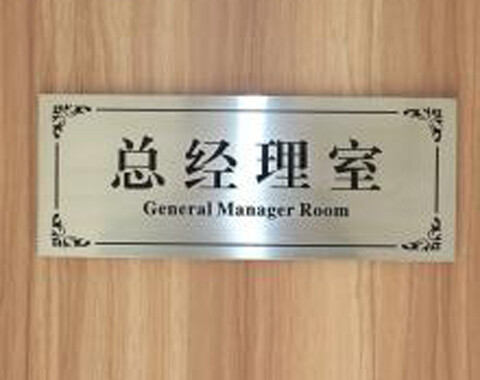 总经理室
General Manager Room